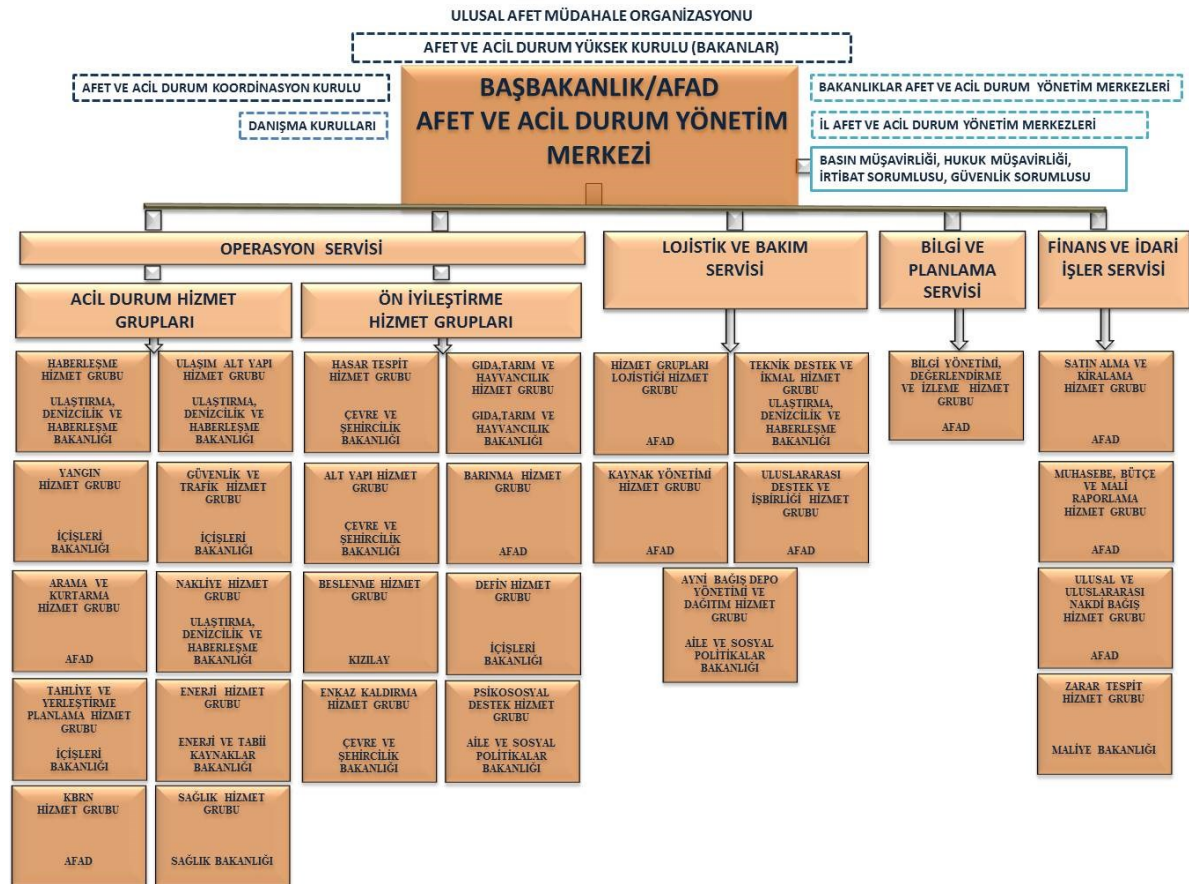 ULUSAL AFET MÜDAHALE ORGANİZASYONU
AFET VE ACİL DURUM YÜKSEK KURULU (BAKANLAR)
AFET VE ACİL DURUM KOORDİNASYON KURULU
DANIŞMA KURULLARI
BAŞBAKANLIK/AFAD
AFET VE ACİL DURUM YÖNETİM
MERKEZİ
BAKANLIKLAR AFET VE ACİL DURUM YÖNETİM MERKEZLERİ
İL AFET VE ACİL DURUM YÖNETİM MERKEZLERİ
BASIN MÜŞAVİRLİĞİ, HUKUK MÜŞAVİRLİĞİ,
İRTİBAT SORUMLUSU, GÜVENLİK SORUMLUSU
OPERASYON SERVİSİ
ACİL DURUM HİZMET
GRUPLARI
HABERLEŞME
HİZMET GRUBU
ULAŞTIRMA,
DENİZCİLİK VE
HABERLEŞME
BAKANLIĞI
ULAŞIM ALT YAPI
HİZMET GRUBU
ULAŞTIRMA,
DENİZCİLİK VE
HABERLEŞME
BAKANLIĞI
YANGIN
HİZMET GRUBU
İÇİŞLERİ
BAKANLIĞI
GÜVENLİK VE
TRAFİK HİZMET
GRUBU
İÇİŞLERİ
BAKANLIĞI
ARAMA VE
KURTARMA
HİZMET GRUBU
AFAD
NAKLİYE HİZMET
GRUBU
ULAŞTIRMA,
DENİZCİLİK VE
HABERLEŞME
BAKANLIĞI
TAHLİYE VE
YERLEŞTİRME
PLANLAMA HİZMET
GRUBU
İÇİŞLERİ
BAKANLIĞI
ENERJİ HİZMET
GRUBU
ENERJİ VE TABİİ
KAYNAKLAR
BAKANLIĞI
KBRN
HİZMET GRUBU
AFAD
SAĞLIK HİZMET
GRUBU
SAĞLIK BAKANLIĞI
ÖN İYİLEŞTİRME
HİZMET GRUPLARI
HASAR TESPİT
HİZMET GRUBU
ÇEVRE VE
ŞEHİRCİLİK
BAKANLIĞI
GIDA,TARIM VE
HAYVANCILIK
HİZMET GRUBU
GIDA,TARIM VE
HAYVANCILIK
BAKANLIĞI
ALT YAPI HİZMET
GRUBU
ÇEVRE VE
ŞEHİRCİLİK
BAKANLIĞI
BARINMA HİZMET
GRUBU
AFAD
BESLENME HİZMET
GRUBU
KIZILAY
DEFİN HİZMET
GRUBU
İÇİŞLERİ
BAKANLIĞI
ENKAZ KALDIRMA
HİZMET GRUBU
ÇEVRE VE
ŞEHİRCİLİK
BAKANLIĞI
PSİKOSOSYAL
DESTEK HİZMET
GRUBU
AİLE VE SOSYAL
POLİTİKALAR
BAKANLIĞI
LOJİSTİK VE BAKIM
SERVİSİ
HİZMET GRUPLARI
LOJİSTİĞİ HİZMET
GRUBU
AFAD
TEKNİK DESTEK VE
İKMAL HİZMET
GRUBU
ULAŞTIRMA,
DENİZCİLİK VE
HABERLEŞME
BAKANLIĞI
KAYNAK YÖNETİMİ
HİZMET GRUBU
AFAD
ULUSLARARASI
DESTEK VE
İŞBİRLİĞİ HİZMET
GRUBU
AFAD
AYNİ BAĞIŞ DEPO
YÖNETİMİ VE
DAĞITIM HİZMET
GRUBU
AİLE VE SOSYAL
POLİTİKALAR
BAKANLIĞI
BİLGİ VE
PLANLAMA
SERVİSİ
BİLGİ YÖNETİMİ,
DEĞERLENDİRME
VE İZLEME HİZMET
GRUBU
AFAD
FİNANS VE İDARİ
İŞLER SERVİSİ
SATIN ALMA VE
KİRALAMA
HİZMET GRUBU
AFAD
MUHASEBE, BÜTÇE
VE MALİ
RAPORLAMA
HİZMET GRUBU
AFAD
ULUSAL VE
ULUSLARARASI
NAKDİ BAĞIŞ
HİZMET GRUBU
AFAD
ZARAR TESPİT
HİZMET GRUBU
MALİYE BAKANLIĞI